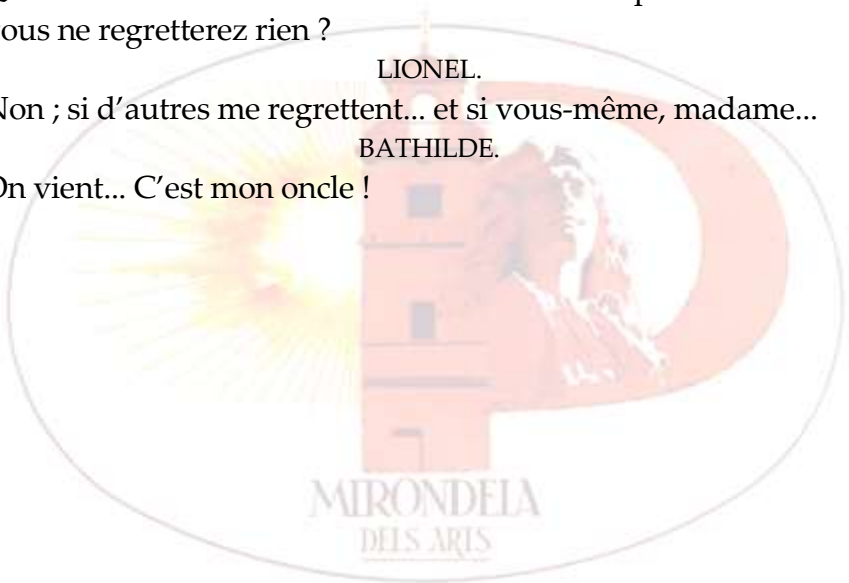 vous ne regretterez rien ?
LIONEL.
Non ; si d’autres me regrettent... et si vous-même, madame...
BATHILDE.
On vient... C’est mon oncle !
MIRONDELA
DELS ARTS